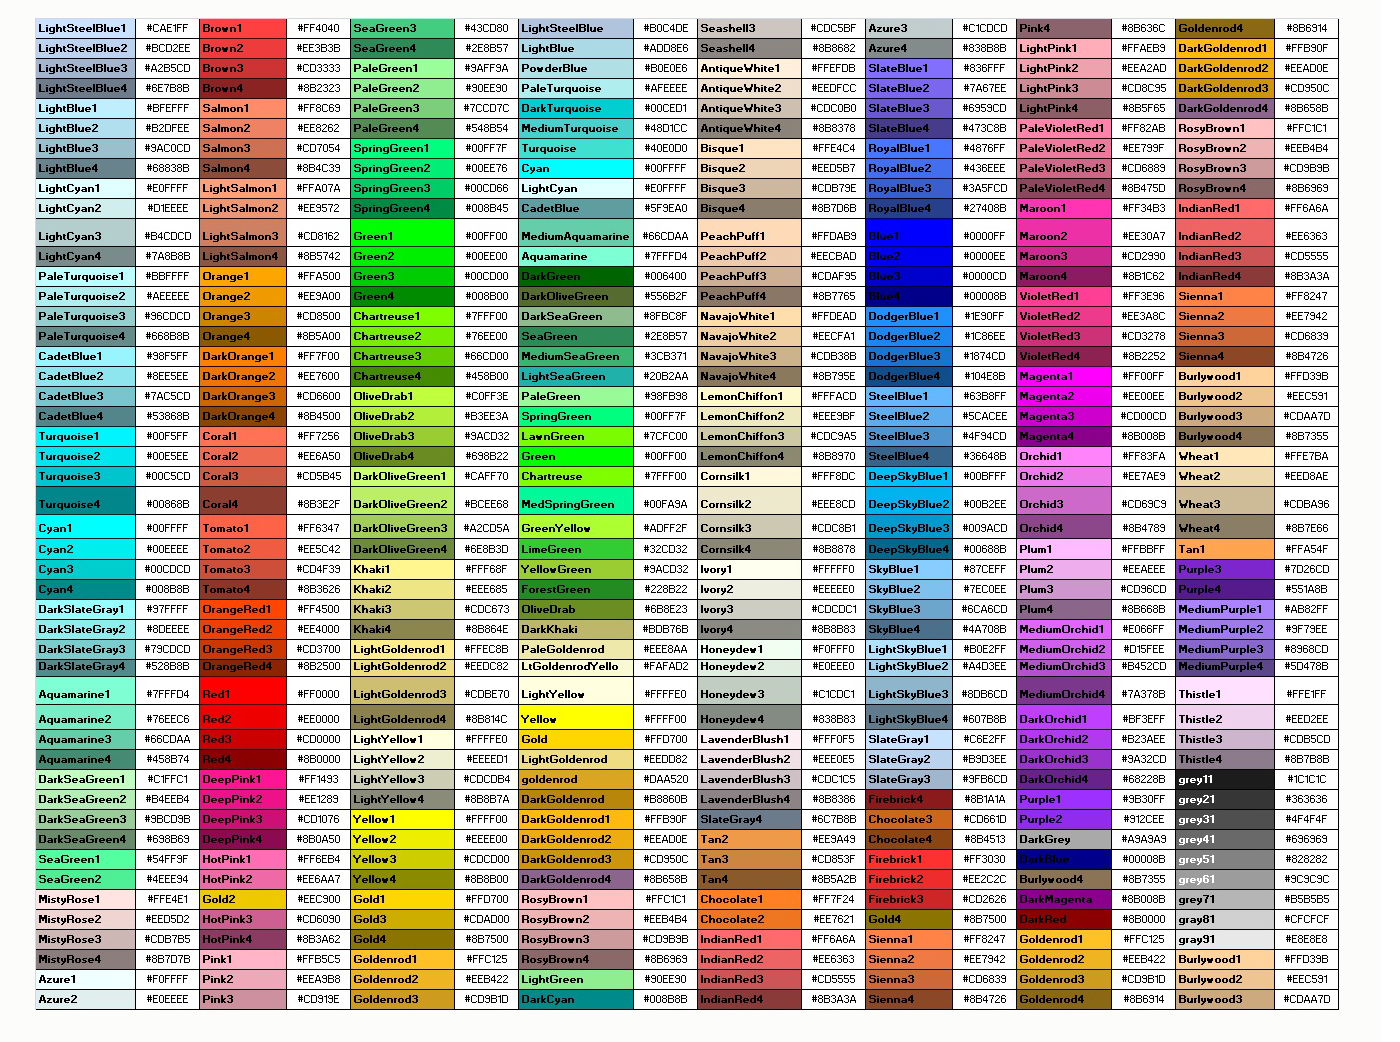 LightSteelBlue1 #CAE1FF Brown1 #FF4040 SeaGreen3 #43CD80 LightSteelBlue #B0C4DE Seashell3 #CDC5BF Azure3 #C1CDCD Pink4 #8B636C Goldenrod4 #8B6914
LightSteelBlue2 #BCD2EE Brown2 #EE3B3B SeaGreen4 #2E8B57 LightBlue #ADD8E6 Seashell4 #8B8682 Azure4 #838B8B LightPink1 #FFAEB9 DarkGoldenrod1 #FFB90F
LightSteelBlue3 #A2B5CD Brown3 #CD3333 PaleGreen1 #9AFF9A PowderBlue #B0E0E6 AntiqueWhite1 #FFEFDB SlateBlue1 #836FFF LightPink2 #EEA2AD DarkGoldenrod2 #EEAD0E
LightSteelBlue4 #6E7B8B Brown4 #8B2323 PaleGreen2 #90EE90 PaleTurquoise #AFEEEE AntiqueWhite2 #EEDFCC SlateBlue2 #7A67EE LightPink3 #CD8C95 DarkGoldenrod3 #CD950C
LightBlue1 #BFEFFF Salmon1 #FF8C69 PaleGreen3 #7CCD7C DarkTurquoise #00CED1 AntiqueWhite3 #CDC0B0 SlateBlue3 #6959CD LightPink4 #8B5F65 DarkGoldenrod4 #8B658B
LightBlue2 #B2DFEE Salmon2 #EE8262 PaleGreen4 #548B54 MediumTurquoise #48D1CC AntiqueWhite4 #8B8378 SlateBlue4 #473C8B PaleVioletRed1 #FF82AB RosyBrown1 #FFC1C1
LightBlue3 #9AC0CD Salmon3 #CD7054 SpringGreen1 #00FF7F Turquoise #40E0D0 Bisque1 #FFE4C4 RoyalBlue1 #4876FF PaleVioletRed2 #EE799F RosyBrown2 #EEB4B4
LightBlue4 #68838B Salmon4 #8B4C39 SpringGreen2 #00EE76 Cyan #00FFFF Bisque2 #EED5B7 RoyalBlue2 #436EEE PaleVioletRed3 #CD6889 RosyBrown3 #CD9B9B
LightCyan1 #E0FFFF LightSalmon1 #FFA07A SpringGreen3 #00CD66 LightCyan #E0FFFF Bisque3 #CDB79E RoyalBlue3 #3A5FCD PaleVioletRed4 #8B475D RosyBrown4 #8B6969
LightCyan2 #D1EEEE LightSalmon2 #EE9572 SpringGreen4 #008B45 CadetBlue #5F9EA0 Bisque4 #8B7D6B RoyalBlue4 #27408B Maroon1 #FF34B3 IndianRed1 #FF6A6A
LightCyan3 #B4CDCD LightSalmon3 #CD8162 Green1 #00FF00 MediumAquamarine #66CDAA PeachPuff1 #FFDAB9 Blue1 #0000FF Maroon2 #EE30A7 IndianRed2 #EE6363
LightCyan4 #7A8B8B LightSalmon4 #8B5742 Green2 #00EE00 Aquamarine #7FFFD4 PeachPuff2 #EECBAD Blue2 #0000EE Maroon3 #CD2990 IndianRed3 #CD5555
PaleTurquoise1 #BBFFFF Orange1 #FFA500 Green3 #00CD00 DarkGreen #006400 PeachPuff3 #CDAF95 Blue3 #0000CD Maroon4 #8B1C62 IndianRed4 #8B3A3A
PaleTurquoise2 #AEEEEE Orange2 #EE9A00 Green4 #008B00 DarkOliveGreen #556B2F PeachPuff4 #8B7765 Blue4 #00008B VioletRed1 #FF3E96 Sienna1 #FF8247
PaleTurquoise3 #96CDCD Orange3 #CD8500 Chartreuse1 #7FFF00 DarkSeaGreen #8FBC8F NavajoWhite1 #FFDEAD DodgerBlue1 #1E90FF VioletRed2 #EE3A8C Sienna2 #EE7942
PaleTurquoise4 #668B8B Orange4 #8B5A00 Chartreuse2 #76EE00 SeaGreen #2E8B57 NavajoWhite2 #EECFA1 DodgerBlue2 #1C86EE VioletRed3 #CD3278 Sienna3 #CD6839
CadetBlue1 #98F5FF DarkOrange1 #FF7F00 Chartreuse3 #66CD00 MediumSeaGreen #3CB371 NavajoWhite3 #CDB38B DodgerBlue3 #1874CD VioletRed4 #8B2252 Sienna4 #8B4726
CadetBlue2 #8EE5EE DarkOrange2 #EE7600 Chartreuse4 #458B00 LightSeaGreen #20B2AA NavajoWhite4 #8B795E DodgerBlue4 #104E8B Magenta1 #FF00FF Burlywood1 #FFD39B
CadetBlue3 #7AC5CD DarkOrange3 #CD6600 OliveDrab1 #C0FF3E PaleGreen #98FB98 LemonChiffon1 #FFFACD SteelBlue1 #63B8FF Magenta2 #EE00EE Burlywood2 #EEC591
CadetBlue4 #53868B DarkOrange4 #8B4500 OliveDrab2 #B3EE3A SpringGreen #00FF7F LemonChiffon2 #EEE9BF SteelBlue2 #5CACEE Magenta3 #CD00CD Burlywood3 #CDAA7D
Turquoise1 #00F5FF Coral1 #FF7256 OliveDrab3 #9ACD32 LawnGreen #7CFC00 LemonChiffon3 #CDC9A5 SteelBlue3 #4F94CD Magenta4 #8B008B Burlywood4 #8B7355
Turquoise2 #00E5EE Coral2 #EE6A50 OliveDrab4 #698B22 Green #00FF00 LemonChiffon4 #8B8970 SteelBlue4 #36648B Orchid1 #FF83FA Wheat1 #FFE7BA
Turquoise3 #00C5CD Coral3 #CD5B45 DarkOliveGreen1 #CAFF70 Chartreuse #7FFF00 Cornsilk1 #FFF8DC DeepSkyBlue1 #00BFFF Orchid2 #EE7AE9 Wheat2 #EED8AE
Turquoise4 #00868B Coral4 #8B3E2F DarkOliveGreen2 #BCEE68 MedSpringGreen #00FA9A Cornsilk2 #EEE8CD DeepSkyBlue2 #00B2EE Orchid3 #CD69C9 Wheat3 #CDBA96
Cyan1 #00FFFF Tomato1 #FF6347 DarkOliveGreen3 #A2CD5A GreenYellow #ADFF2F Cornsilk3 #CDC8B1 DeepSkyBlue3 #009ACD Orchid4 #8B4789 Wheat4 #8B7E66
Cyan2 #00EEEE Tomato2 #EE5C42 DarkOliveGreen4 #6E8B3D LimeGreen #32CD32 Cornsilk4 #8B8878 DeepSkyBlue4 #00688B Plum1 #FFBBFF Tan1 #FFA54F
Cyan3 #00CDCD Tomato3 #CD4F39 Khaki1 #FFF68F YellowGreen #9ACD32 Ivory1 #FFFFF0 SkyBlue1 #87CEFF Plum2 #EEAEEE Purple3 #7D26CD
Cyan4 #008B8B Tomato4 #8B3626 Khaki2 #EEE685 ForestGreen #228B22 Ivory2 #EEEEE0 SkyBlue2 #7EC0EE Plum3 #CD96CD Purple4 #551A8B
DarkSlateGray1 #97FFFF OrangeRed1 #FF4500 Khaki3 #CDC673 OliveDrab #6B8E23 Ivory3 #CDCDC1 SkyBlue3 #6CA6CD Plum4 #8B668B MediumPurple1 #AB82FF
DarkSlateGray2 #8DEEEE OrangeRed2 #EE4000 Khaki4 #8B864E DarkKhaki #BDB76B Ivory4 #8B8B83 SkyBlue4 #4A708B MediumOrchid1 #E066FF MediumPurple2 #9F79EE
DarkSlateGray3 #79CDCD OrangeRed3 #CD3700 LightGoldenrod1 #FFEC8B PaleGoldenrod #EEE8AA Honeydew1 #F0FFF0 LightSkyBlue1 #B0E2FF MediumOrchid2 #D15FEE MediumPurple3 #8968CD
DarkSlateGray4 #528B8B OrangeRed4 #8B2500 LightGoldenrod2 #EEDC82 LtGoldenrodYello #FAFAD2 Honeydew2 #E0EEE0 LightSkyBlue2 #A4D3EE MediumOrchid3 #B452CD MediumPurple4 #5D478B
Aquamarine1 #7FFFD4 Red1 #FF0000 LightGoldenrod3 #CDBE70 LightYellow #FFFFE0 Honeydew3 #C1CDC1 LightSkyBlue3 #8DB6CD MediumOrchid4 #7A378B Thistle1 #FFE1FF
Aquamarine2 #76EEC6 Red2 #EE0000 LightGoldenrod4 #8B814C Yellow #FFFF00 Honeydew4 #838B83 LightSkyBlue4 #607B8B DarkOrchid1 #BF3EFF Thistle2 #EED2EE
Aquamarine3 #66CDAA Red3 #CD0000 LightYellow1 #FFFFE0 Gold #FFD700 LavenderBlush1 #FFF0F5 SlateGray1 #C6E2FF DarkOrchid2 #B23AEE Thistle3 #CDB5CD
Aquamarine4 #458B74 Red4 #8B0000 LightYellow2 #EEEED1 LightGoldenrod #EEDD82 LavenderBlush2 #EEE0E5 SlateGray2 #B9D3EE DarkOrchid3 #9A32CD Thistle4 #8B7B8B
DarkSeaGreen1 #C1FFC1 DeepPink1 #FF1493 LightYellow3 #CDCDB4 goldenrod #DAA520 LavenderBlush3 #CDC1C5 SlateGray3 #9FB6CD DarkOrchid4 #68228B grey11 #1C1C1C
DarkSeaGreen2 #B4EEB4 DeepPink2 #EE1289 LightYellow4 #8B8B7A DarkGoldenrod #B8860B LavenderBlush4 #8B8386 Firebrick4 #8B1A1A Purple1 #9B30FF grey21 #363636
DarkSeaGreen3 #9BCD9B DeepPink3 #CD1076 Yellow1 #FFFF00 DarkGoldenrod1 #FFB90F SlateGray4 #6C7B8B Chocolate3 #CD661D Purple2 #912CEE grey31 #4F4F4F
DarkSeaGreen4 #698B69 DeepPink4 #8B0A50 Yellow2 #EEEE00 DarkGoldenrod2 #EEAD0E Tan2 #EE9A49 Chocolate4 #8B4513 DarkGrey #A9A9A9 grey41 #696969
SeaGreen1 #54FF9F HotPink1 #FF6EB4 Yellow3 #CDCD00 DarkGoldenrod3 #CD950C Tan3 #CD853F Firebrick1 #FF3030 DarkBlue #00008B grey51 #828282
SeaGreen2 #4EEE94 HotPink2 #EE6AA7 Yellow4 #8B8B00 DarkGoldenrod4 #8B658B Tan4 #8B5A2B Firebrick2 #EE2C2C Burlywood4 #8B7355 grey61 #9C9C9C
MistyRose1 #FFE4E1 Gold2 #EEC900 Gold1 #FFD700 RosyBrown1 #FFC1C1 Chocolate1 #FF7F24 Firebrick3 #CD2626 DarkMagenta #8B008B grey71 #B5B5B5
MistyRose2 #EED5D2 HotPink3 #CD6090 Gold3 #CDAD00 RosyBrown2 #EEB4B4 Chocolate2 #EE7621 Gold4 #8B7500 DarkRed #8B0000 gray81 #CFCFCF
MistyRose3 #CDB7B5 HotPink4 #8B3A62 Gold4 #8B7500 RosyBrown3 #CD9B9B IndianRed1 #FF6A6A Sienna1 #FF8247 Goldenrod1 #FFC125 gray91 #E8E8E8
MistyRose4 #8B7D7B Pink1 #FFB5C5 Goldenrod1 #FFC125 RosyBrown4 #8B6969 IndianRed2 #EE6363 Sienna2 #EE7942 Goldenrod2 #EEB422 Burlywood1 #FFD39B
Azure1 #F0FFFF Pink2 #EEA9B8 Goldenrod2 #EEB422 LightGreen #90EE90 IndianRed3 #CD5555 Sienna3 #CD6839 Goldenrod3 #CD9B1D Burlywood2 #EEC591
Azure2 #E0EEEE Pink3 #CD919E Goldenrod3 #CD9B1D DarkCyan #008B8B IndianRed4 #8B3A3A Sienna4 #8B4726 Goldenrod4 #8B6914 Burlywood3 #CDAA7D